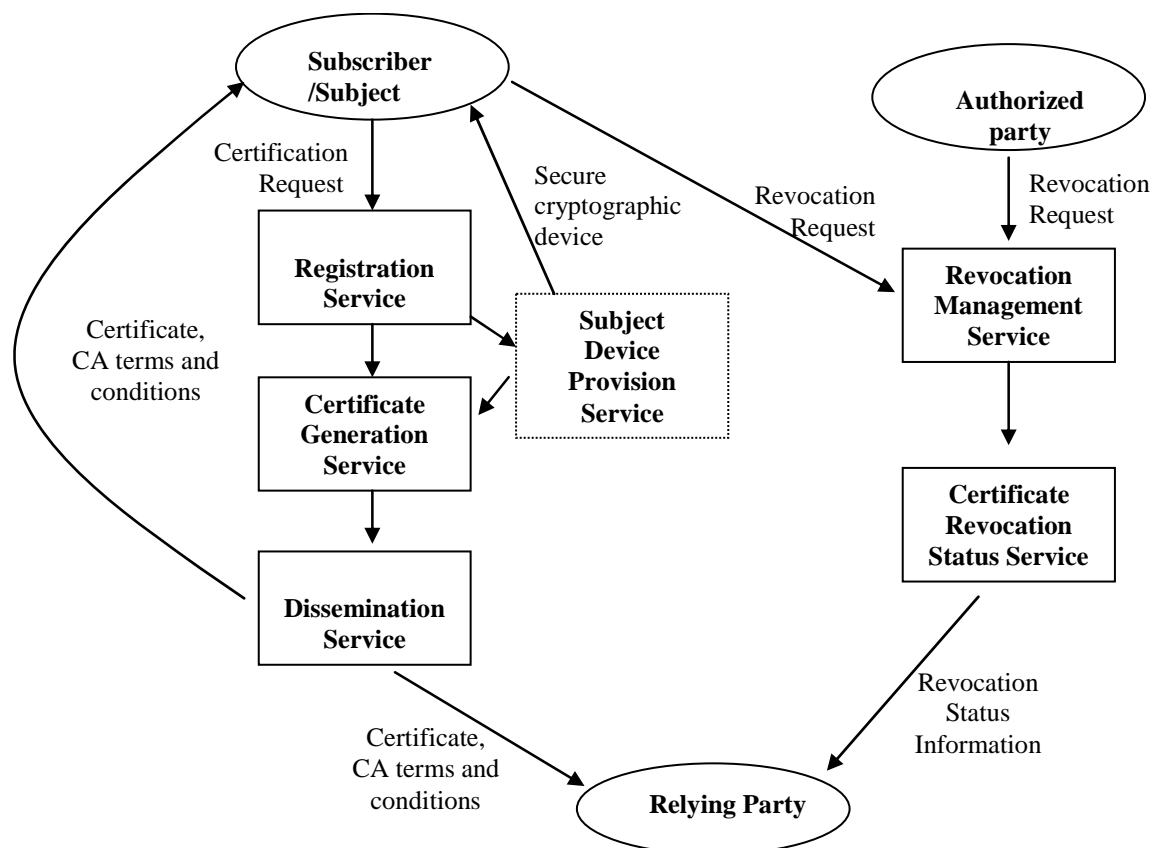 Subscriber
/Subject
Authorized
party
Certification
Request
Secure
cryptographic
device
Revocation
Request
Revocation
Request
Registration
Service
Revocation
Management
Service
Subject
Device
Provision
Service
Certificate,
CA terms and
conditions
Certificate
Generation
Service
Certificate
Revocation
Status Service
Dissemination
Service
Revocation
Status
Information
Certificate,
CA terms and
conditions
Relying Party